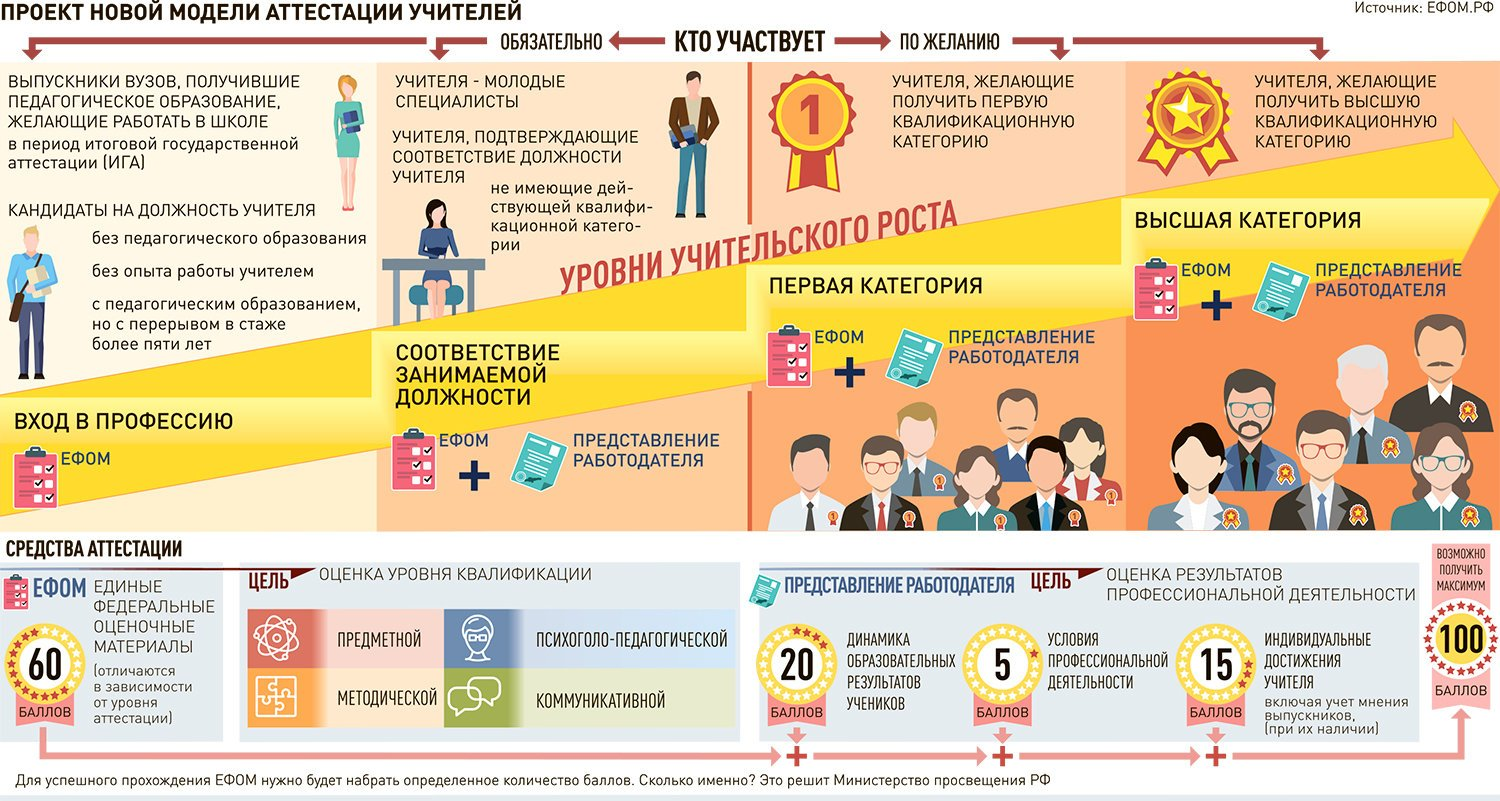 ПРОЕКТ НОВОЙ МОДЕЛИ АТТЕСТАЦИИ УЧИТЕЛЕЙ
Источник: ЕФОМ.РФ
ОБЯЗАТЕЛЬНО
КТО УЧАСТВУЕТ
ПО ЖЕЛАНИЮ
ВЫПУСКНИКИ ВУЗОВ, ПОЛУЧИВШИЕ
ПЕДАГОГИЧЕСКОЕ ОБРАЗОВАНИЕ,
ЖЕЛАЮЩИЕ РАБОТАТЬ В ШКОЛЕ
в период итоговой государственной
аттестации (ИГА)
КАНДИДАТЫ НА ДОЛЖНОСТЬ УЧИТЕЛЯ
без педагогического образования
без опыта работы учителем
с педагогическим образованием,
но с перерывом в стаже
более пяти лет
УЧИТЕЛЯ - МОЛОДЫЕ
СПЕЦИАЛИСТЫ
УЧИТЕЛЯ, ПОДТВЕРЖДАЮЩИЕ
СООТВЕТСТВИЕ ДОЛЖНОСТИ
УЧИТЕЛЯ
не имеющие дей-
ствующей квалифи-
кационной катего-
рии
1
УЧИТЕЛЯ, ЖЕЛАЮЩИЕ
ПОЛУЧИТЬ ПЕРВУЮ
КВАЛИФИКАЦИОННУЮ
КАТЕГОРИЮ
УЧИТЕЛЯ, ЖЕЛАЮЩИЕ
ПОЛУЧИТЬ ВЫСШУЮ
КВАЛИФИКАЦИОННУЮ
КАТЕГОРИЮ
УРОВНИ УЧИТЕЛЬСКОГО РОСТА
ВХОД В ПРОФЕССИЮ
ЕФОМ
СООТВЕТСТВИЕ
ЗАНИМАЕМОЙ
ДОЛЖНОСТИ
ЕФОМ
+
ПРЕДСТАВЛЕНИЕ
РАБОТОДАТЕЛЯ
ПЕРВАЯ КАТЕГОРИЯ
ЕФОМ
+
ПРЕДСТАВЛЕНИЕ
РАБОТОДАТЕЛЯ
1
1
1
1
1
1
ВЫСШАЯ КАТЕГОРИЯ
ЕФОМ
+
ПРЕДСТАВЛЕНИЕ
РАБОТОДАТЕЛЯ
СРЕДСТВА АТТЕСТАЦИИ
ЕФОМ
ЕДИНЫЕ
ФЕДЕРАЛЬНЫЕ
ОЦЕНОЧНЫЕ
МАТЕРИАЛЫ
(отличаются
в зависимости
от уровня
аттестации)
60
БАЛЛОВ
ЦЕЛЬ
ОЦЕНКА УРОВНЯ КВАЛИФИКАЦИИ
ПРЕДМЕТНОЙ
ПСИХОГОЛО-ПЕДАГОГИЧЕСКОЙ
МЕТОДИЧЕСКОЙ
КОММУНИКАТИВНОЙ
ПРЕДСТАВЛЕНИЕ РАБОТОДАТЕЛЯ
ЦЕЛЬ
ОЦЕНКА РЕЗУЛЬТАТОВ
ПРОФЕССИОНАЛЬНОЙ ДЕЯТЕЛЬНОСТИ
20
БАЛЛОВ
ДИНАМИКА
ОБРАЗОВАТЕЛЬНЫХ
РЕЗУЛЬТАТОВ
УЧЕНИКОВ
5
БАЛЛОВ
УСЛОВИЯ
ПРОФЕССИОНАЛЬНОЙ
ДЕЯТЕЛЬНОСТИ
15
БАЛЛОВ
ИНДИВИДУАЛЬНЫЕ
ДОСТИЖЕНИЯ
УЧИТЕЛЯ
включая учет мнения
выпускников,
(при их наличии)
ВОЗМОЖНО
ПОЛУЧИТЬ
МАКСИМУМ
100
БАЛЛОВ
+
+
+
Для успешного прохождения ЕФОМ нужно будет набрать определенное количество баллов. Сколько именно? Это решит Министерство просвещения РФ